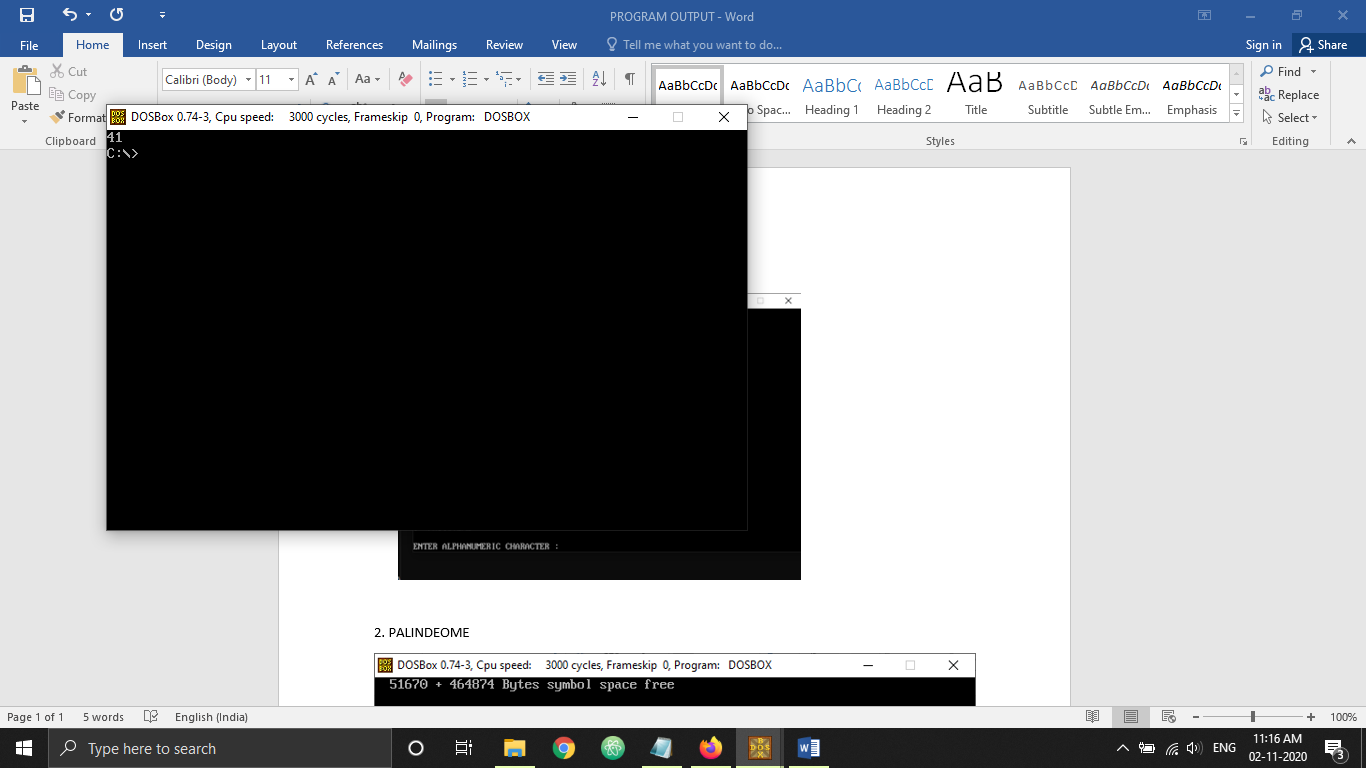 PROGRAM OUTPUT - Word
File Home Insert Design Layout References Mailings Review View Tell me what you want to do... Sign in Share
Paste
Cut
Copy
Format
Clipboard
Calibri (Body) 11
AaBbCcDc AaBbCcDc AaBbCc AaBbCcD AaB AaBbCcD AaBbCcDc AaBbCcDc
o Spac... Heading 1 Heading 2 Title Subtitle Subtle Em... Emphasis
Styles
Find
Replace
Select
Editing
DOSBox 0.74-3, Cpu speed: 3000 cycles, Frameskip 0, Program: DOSBOX
41
C:\>
ENTER ALPHANUMERIC CHARACTER :
2. PALINDEOME
DOSBox 0.74-3, Cpu speed: 3000 cycles, Frameskip 0, Program: DOSBOX
51670 + 464874 Bytes symbol space free
Page 1 of 1 5 words English (India) 100%
Type here to search
ENG
11:16 AM
02-11-2020
3